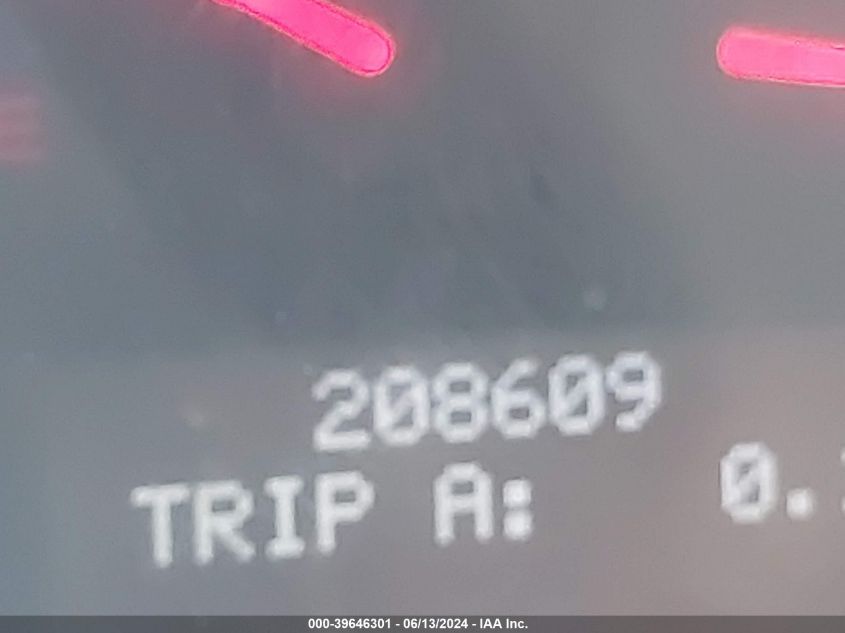 208609
TRIP A: 0.
000-39646301 - 06/13/2024 - IAA Inc.